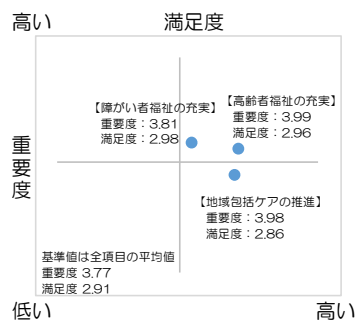 高い
満足度
【障がい者福祉の充実】
重要度：3.81
満足度：2.98
【高齢者福祉の充実】
重要度：3.99
満足度：2.96
重要度
【地域包括ケアの推進】
重要度：3.98
満足度：2.86
基準値は全項目の平均値
重要度 3.77
満足度 2.91
低い
高い